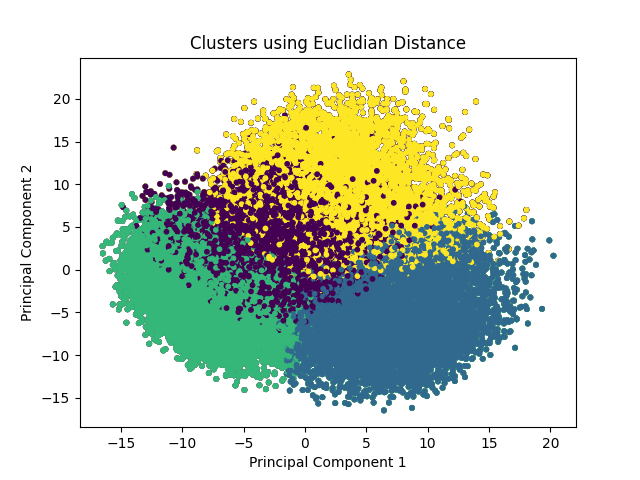 Clusters using Euclidian Distance
Principal Component 2
20
15
10
5
0
−5
−10
−15
−15 −10 −5 0 5 10 15 20
Principal Component 1